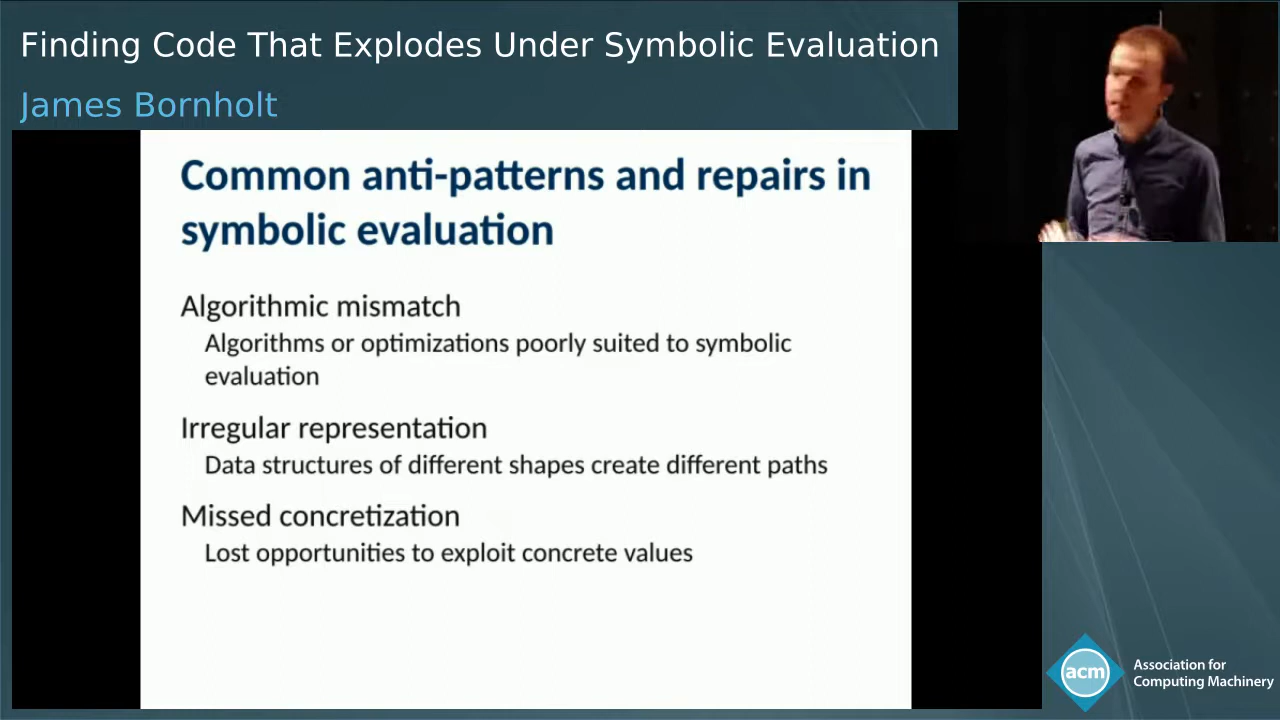 Finding Code That Explodes Under Symbolic Evaluation
James Bornholt
Common anti-patterns and repairs in
symbolic evaluation
Algorithmic mismatch
Algorithms or optimizations poorly suited to symbolic
evaluation
Irregular representation
Data structures of different shapes create different paths
Missed concretization
Lost opportunities to exploit concrete values
acm
Association for
Computing Machinery